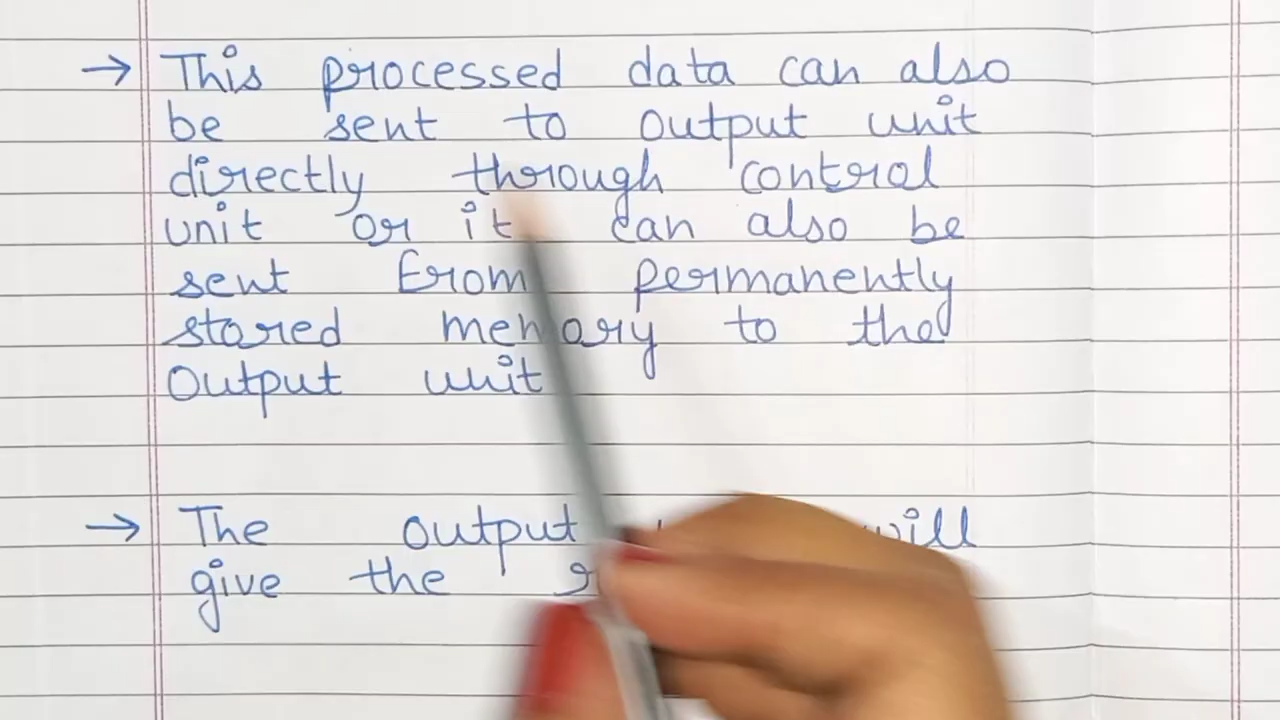 → This processed data can also
be sent to output unit
directly through control
unit or it can also be
sent from permanently
stored memory to the
output unit
→ The output will
give the